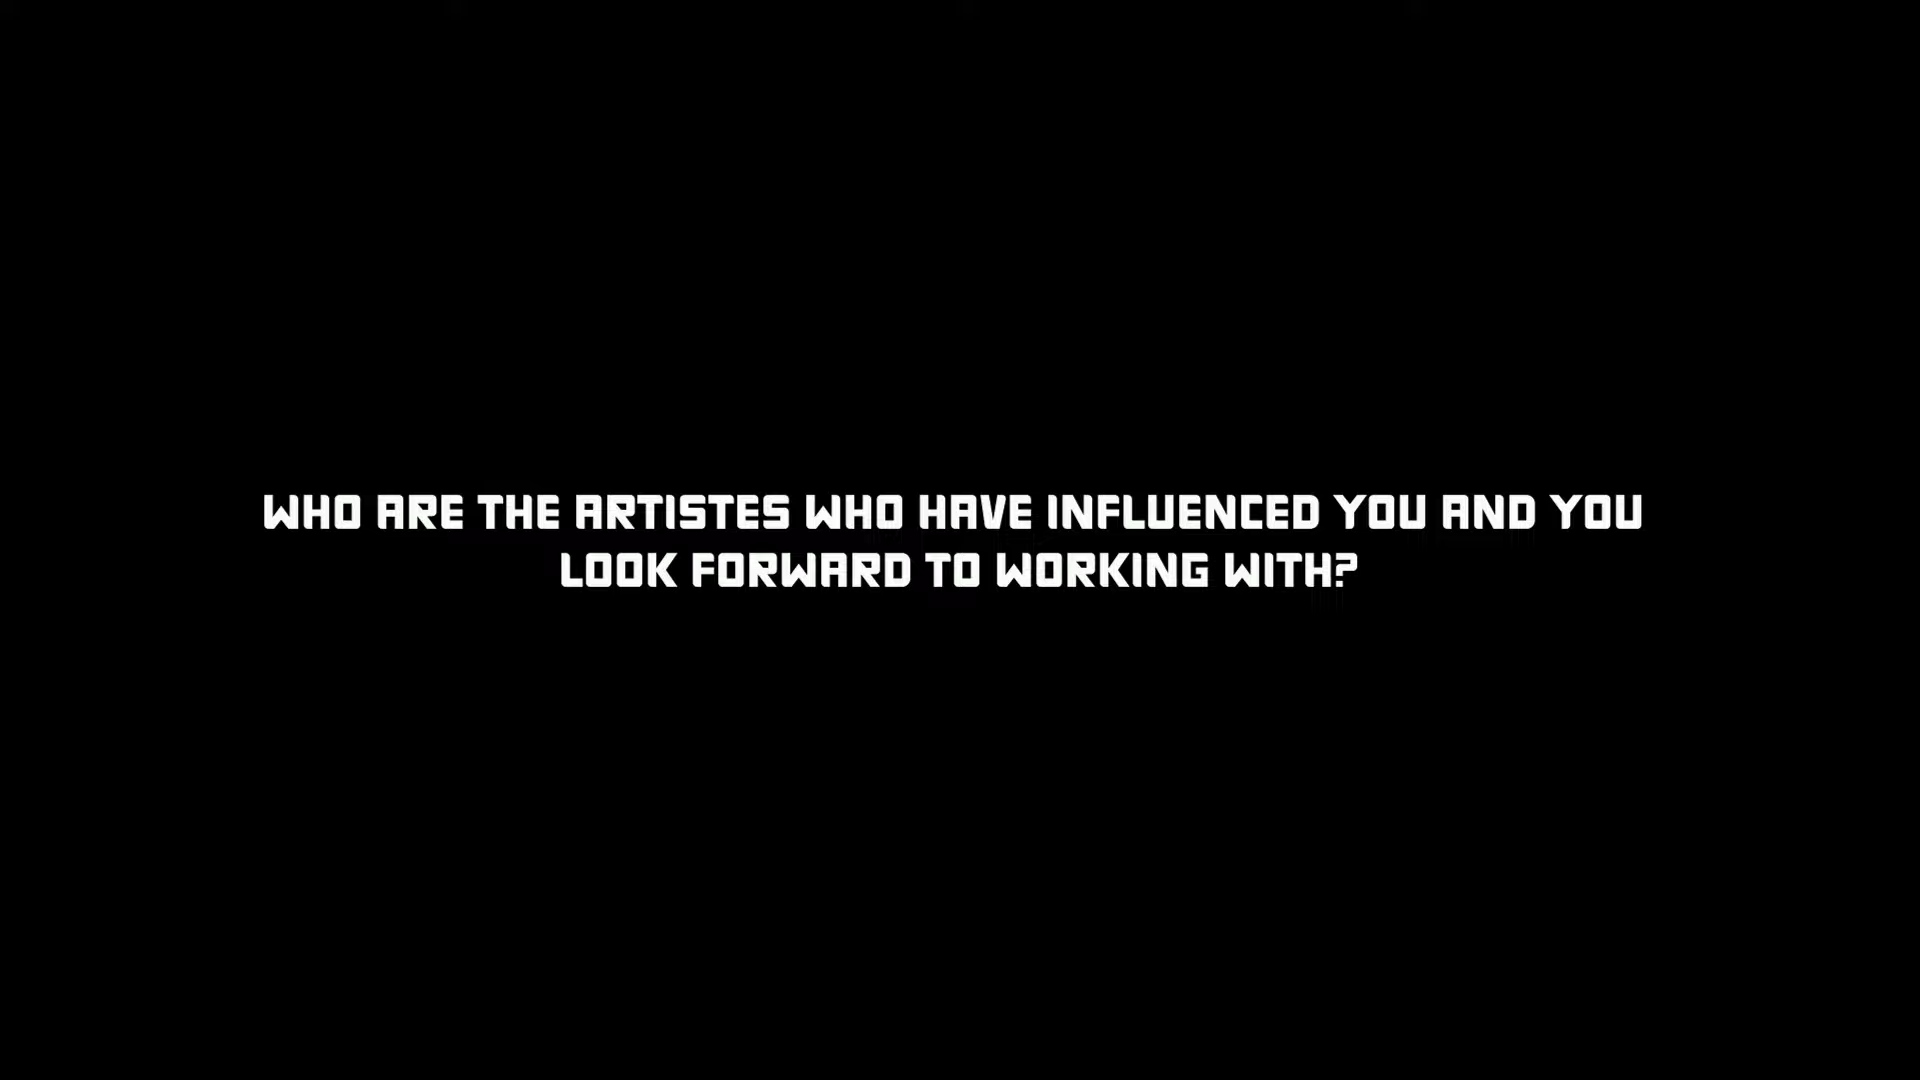 WHO ARE THE ARTISTES WHO HAVE INFLUENCED YOU AND YOU
LOOK FORWARD TO WORKING WITH?